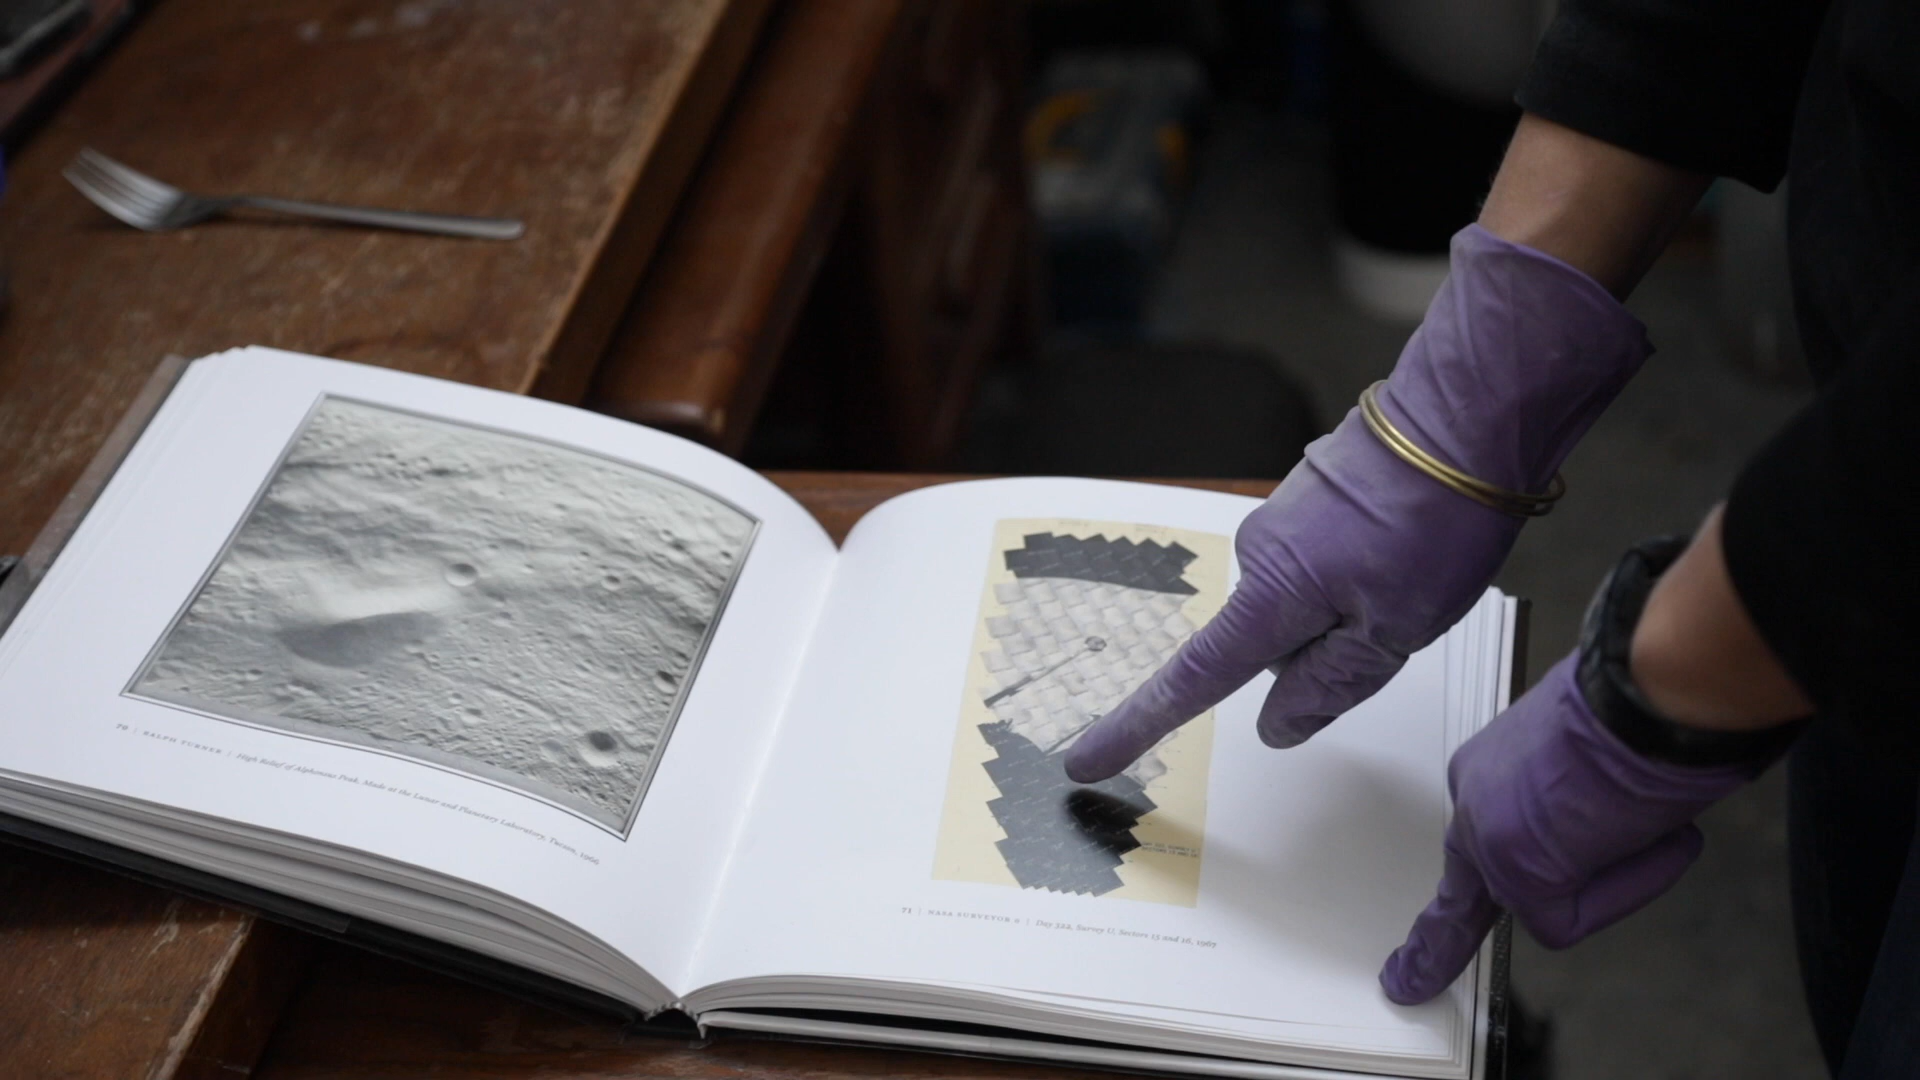 70 | RALPH TURNER | High Relief of Alphonsus Peak, Made at the Lunar and Planetary Laboratory, Tucson, 1966
71 | NASA SURVEYOR 6 | Day 322, Survey U, Sectors 15 and 16, 1967